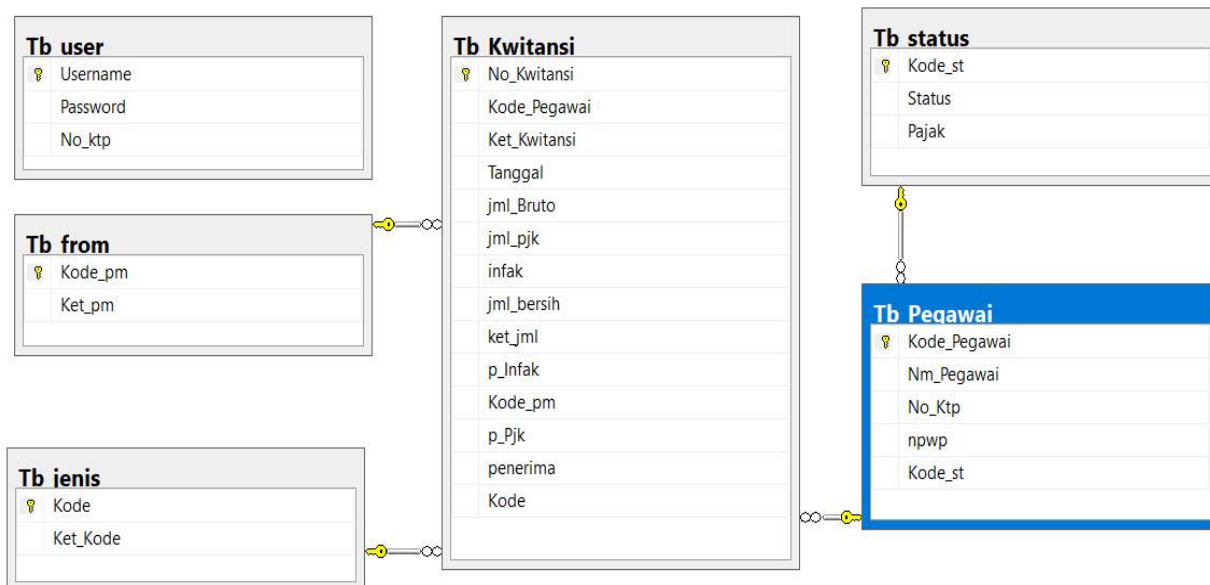 Tb user
Username
Password
No_ktp
Tb from
Kode_pm
Ket_pm
Tb jenis
Kode
Ket_Kode
Tb Kwitansi
No_Kwitansi
Kode_Pegawai
Ket_Kwitansi
Tanggal
jml_Bruto
jml_pjk
infak
jml_bersih
ket_jml
p_Infak
Kode_pm
p_Pjk
penerima
Kode
Tb status
Kode_st
Status
Pajak
Tb Pegawai
Kode_Pegawai
Nm_Pegawai
No_Ktp
npwp
Kode_st